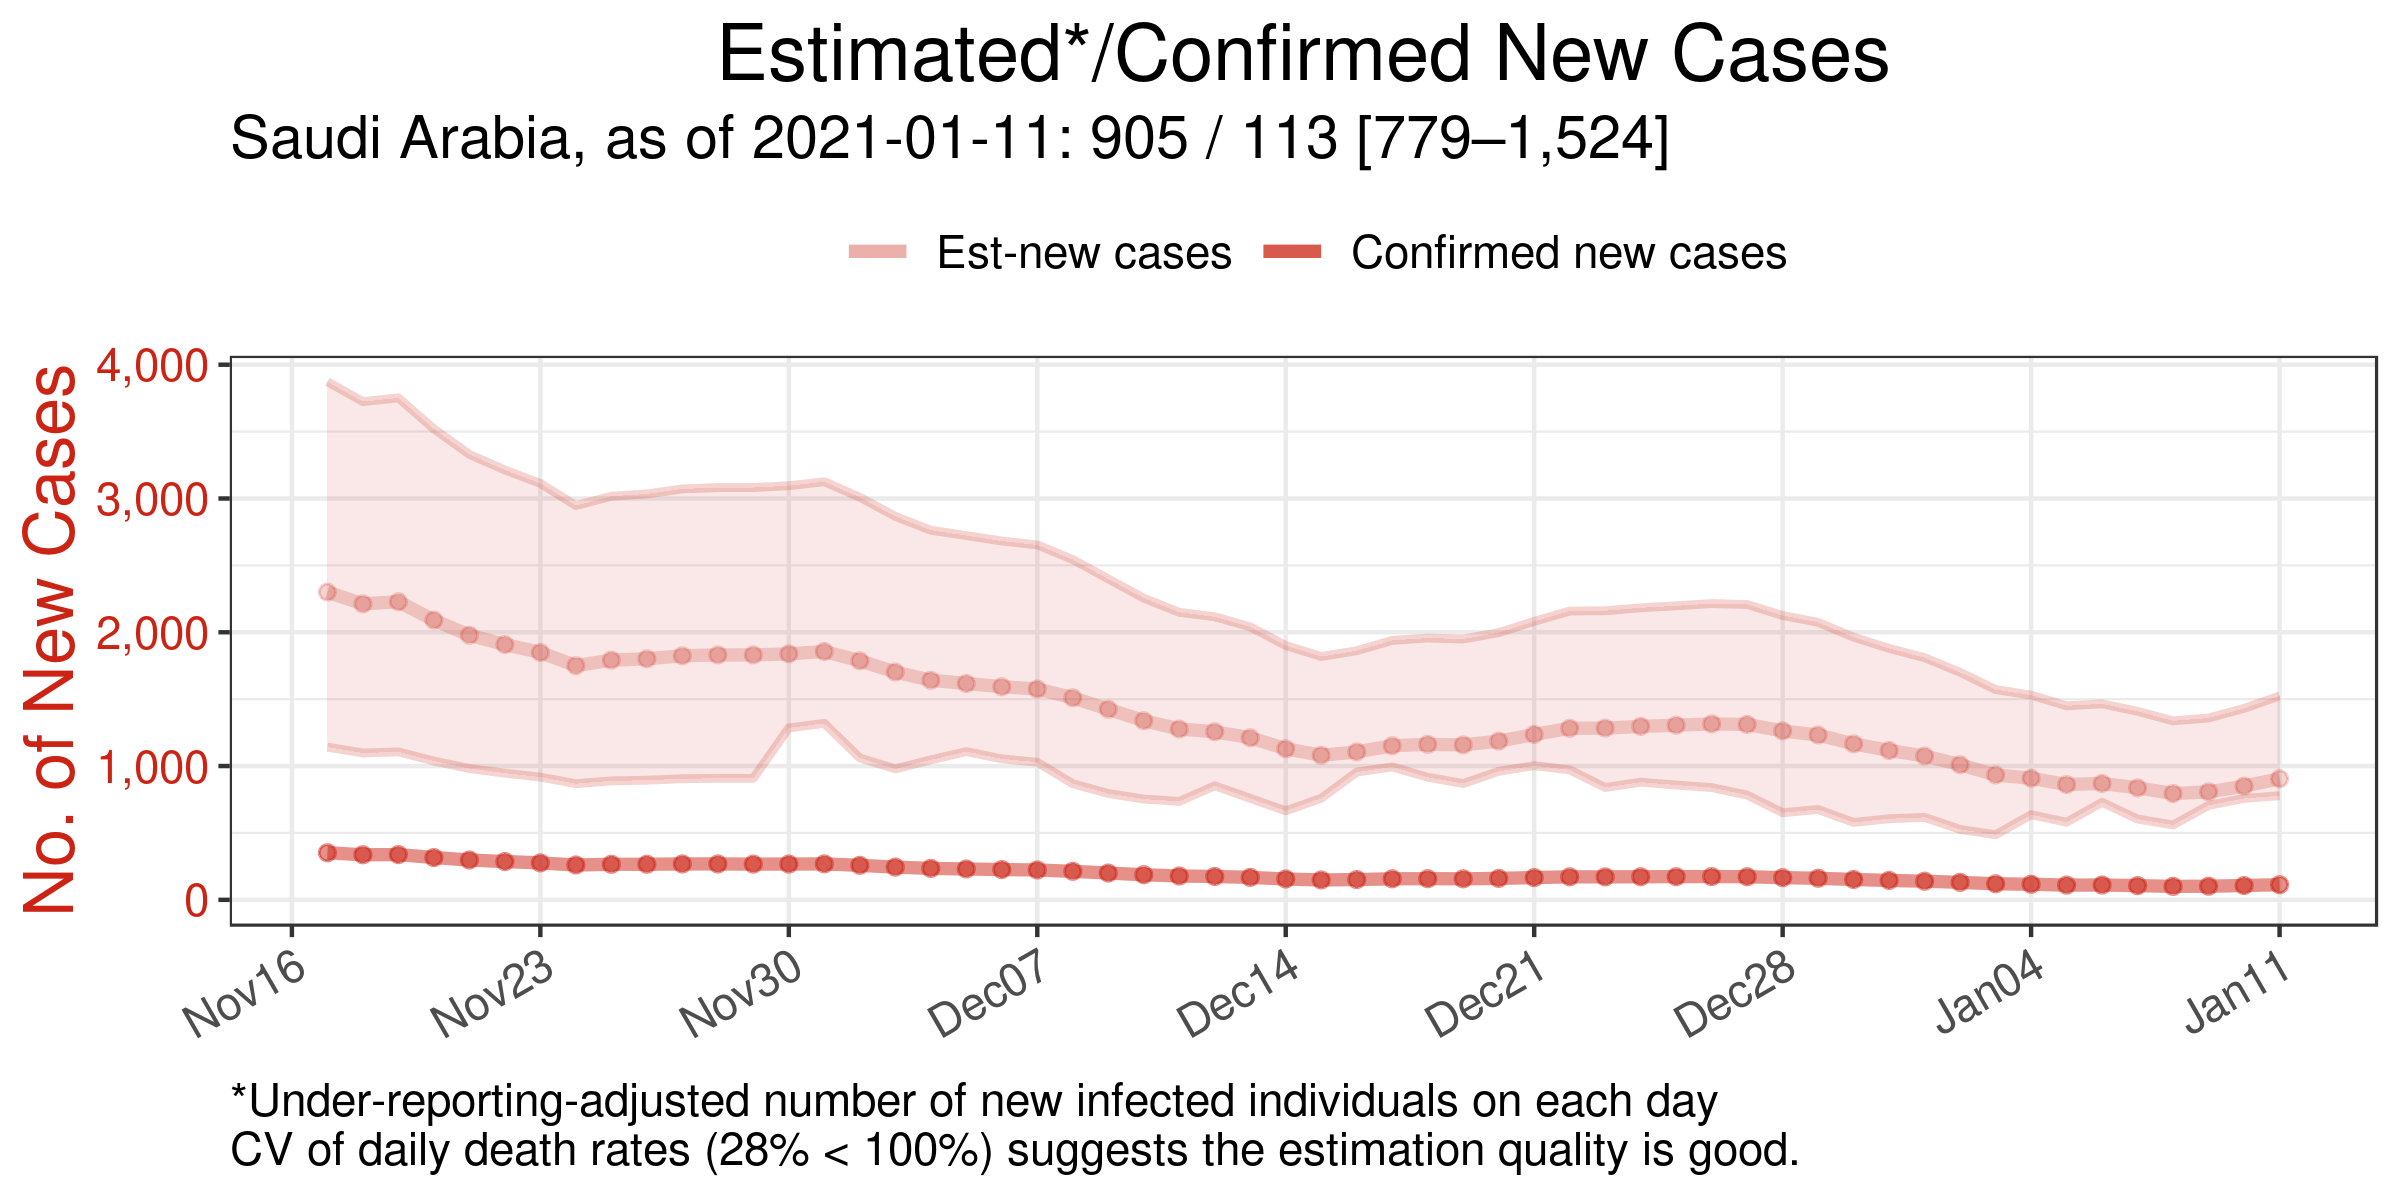 Estimated*/Confirmed New Cases
Saudi Arabia, as of 2021-01-11: 905 / 113 [779–1,524]
Est-new cases
Confirmed new cases
No. of New Cases
4,000
3,000
2,000
1,000
0
Nov16
Nov23
Nov30
Dec07
Dec14
Dec21
Dec28
Jan04
Jan11
*Under-reporting-adjusted number of new infected individuals on each day
CV of daily death rates (28% < 100%) suggests the estimation quality is good.